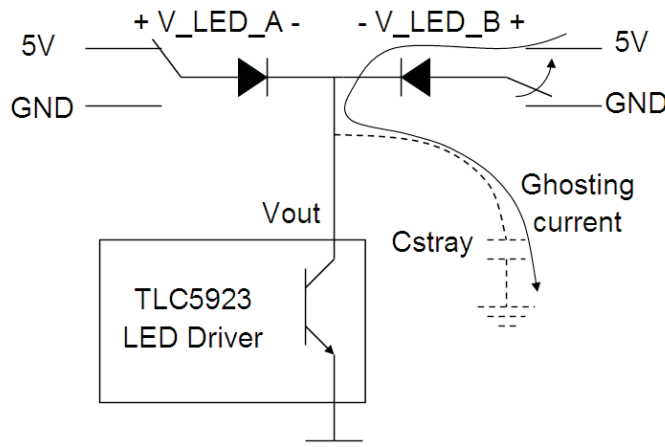 + V_LED_A -
- V_LED_B +
5V
5V
GND
GND
Ghosting
current
Vout
Cstray
TLC5923
LED Driver